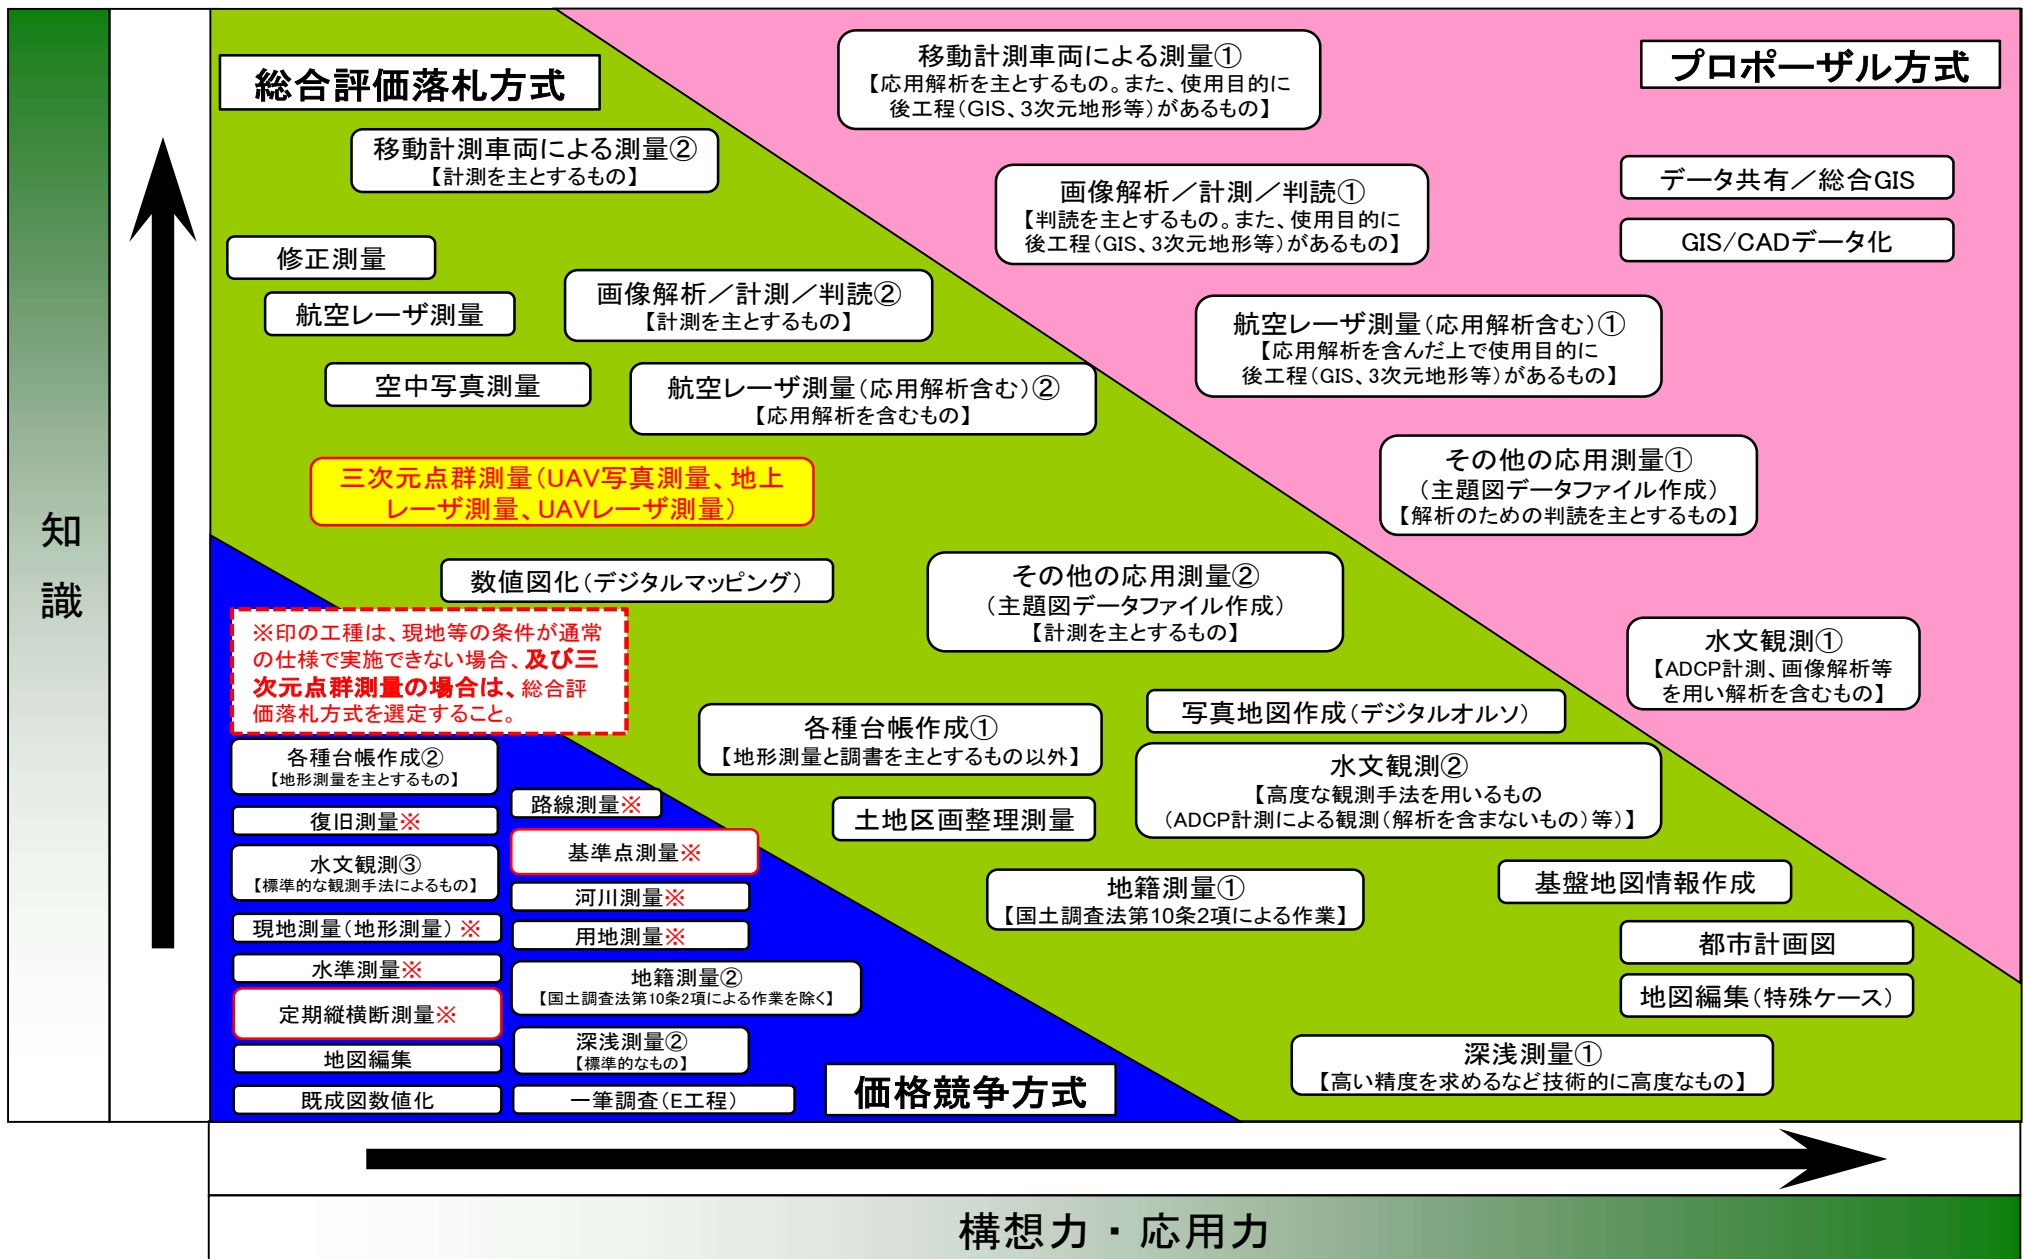 知
識
総合評価落札方式
プロポーザル方式
移動計測車両による測量①
【応用解析を主とするもの。また、使用目的に
後工程(GIS、3次元地形等)があるもの】
移動計測車両による測量②
【計測を主とするもの】
画像解析／計測／判読①
【判読を主とするもの。また、使用目的に
後工程(GIS、3次元地形等)があるもの】
データ共有／総合GIS
GIS/CADデータ化
修正測量
航空レーザ測量
画像解析／計測／判読②
【計測を主とするもの】
航空レーザ測量(応用解析含む)①
【応用解析を含んだ上で使用目的に
後工程(GIS、3次元地形等)があるもの】
空中写真測量
航空レーザ測量(応用解析含む)②
【応用解析を含むもの】
三次元点群測量(UAV写真測量、地上
レーザ測量、UAVレーザ測量)
その他の応用測量①
(主題図データファイル作成)
【解析のための判読を主とするもの】
数値図化(デジタルマッピング)
その他の応用測量②
(主題図データファイル作成)
【計測を主とするもの】
※印の工種は、現地等の条件が通常
の仕様で実施できない場合、及び三
次元点群測量の場合は、総合評
価落札方式を選定すること。
水文観測①
【ADCP計測、画像解析等
を用い解析を含むもの】
各種台帳作成①
【地形測量と調書を主とするもの以外】
写真地図作成(デジタルオルソ)
水文観測②
【高度な観測手法を用いるもの
(ADCP計測による観測(解析を含まないもの)等)】
土地区画整理測量
地籍測量①
【国土調査法第10条2項による作業】
基盤地図情報作成
都市計画図
地図編集(特殊ケース)
深浅測量①
【高い精度を求めるなど技術的に高度なもの】
各種台帳作成②
【地形測量を主とするもの】
復旧測量※
水文観測③
【標準的な観測手法によるもの】
現地測量(地形測量)※
水準測量※
定期縦横断測量※
地図編集
既成図数値化
路線測量※
基準点測量※
河川測量※
用地測量※
地籍測量②
【国土調査法第10条2項による作業を除く】
深浅測量②
【標準的なもの】
一筆調査(E工程)
価格競争方式
構想力・応用力